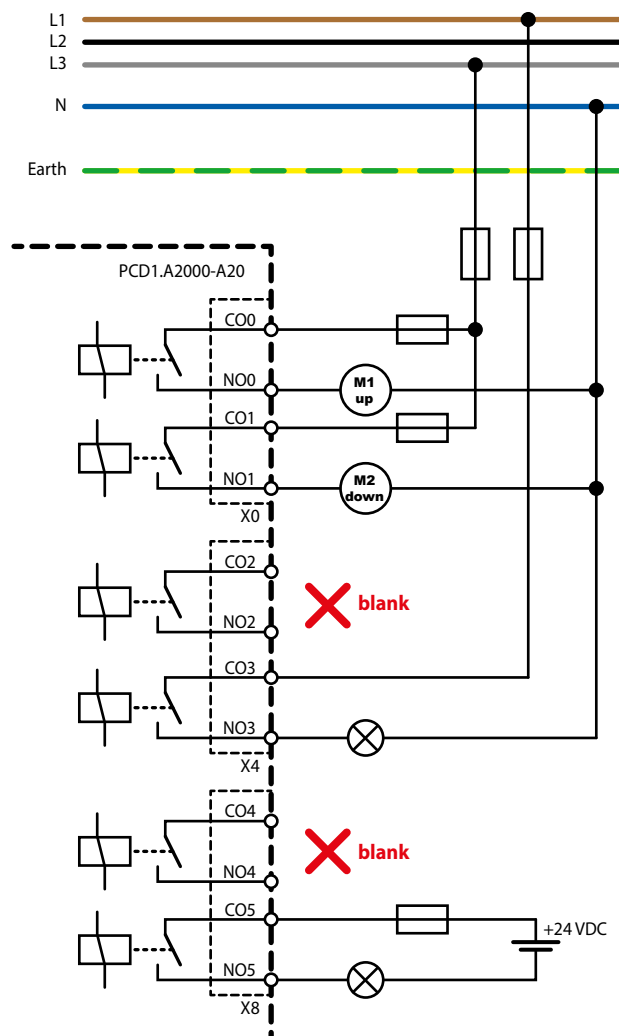 L1
L2
L3
N
Earth
PCD1.A2000-A20
CO0
NO0
M1
up
CO1
NO1
M2
down
X0
CO2
blank
NO2
CO3
NO3
X4
CO4
blank
NO4
CO5
+24 VDC
NO5
X8